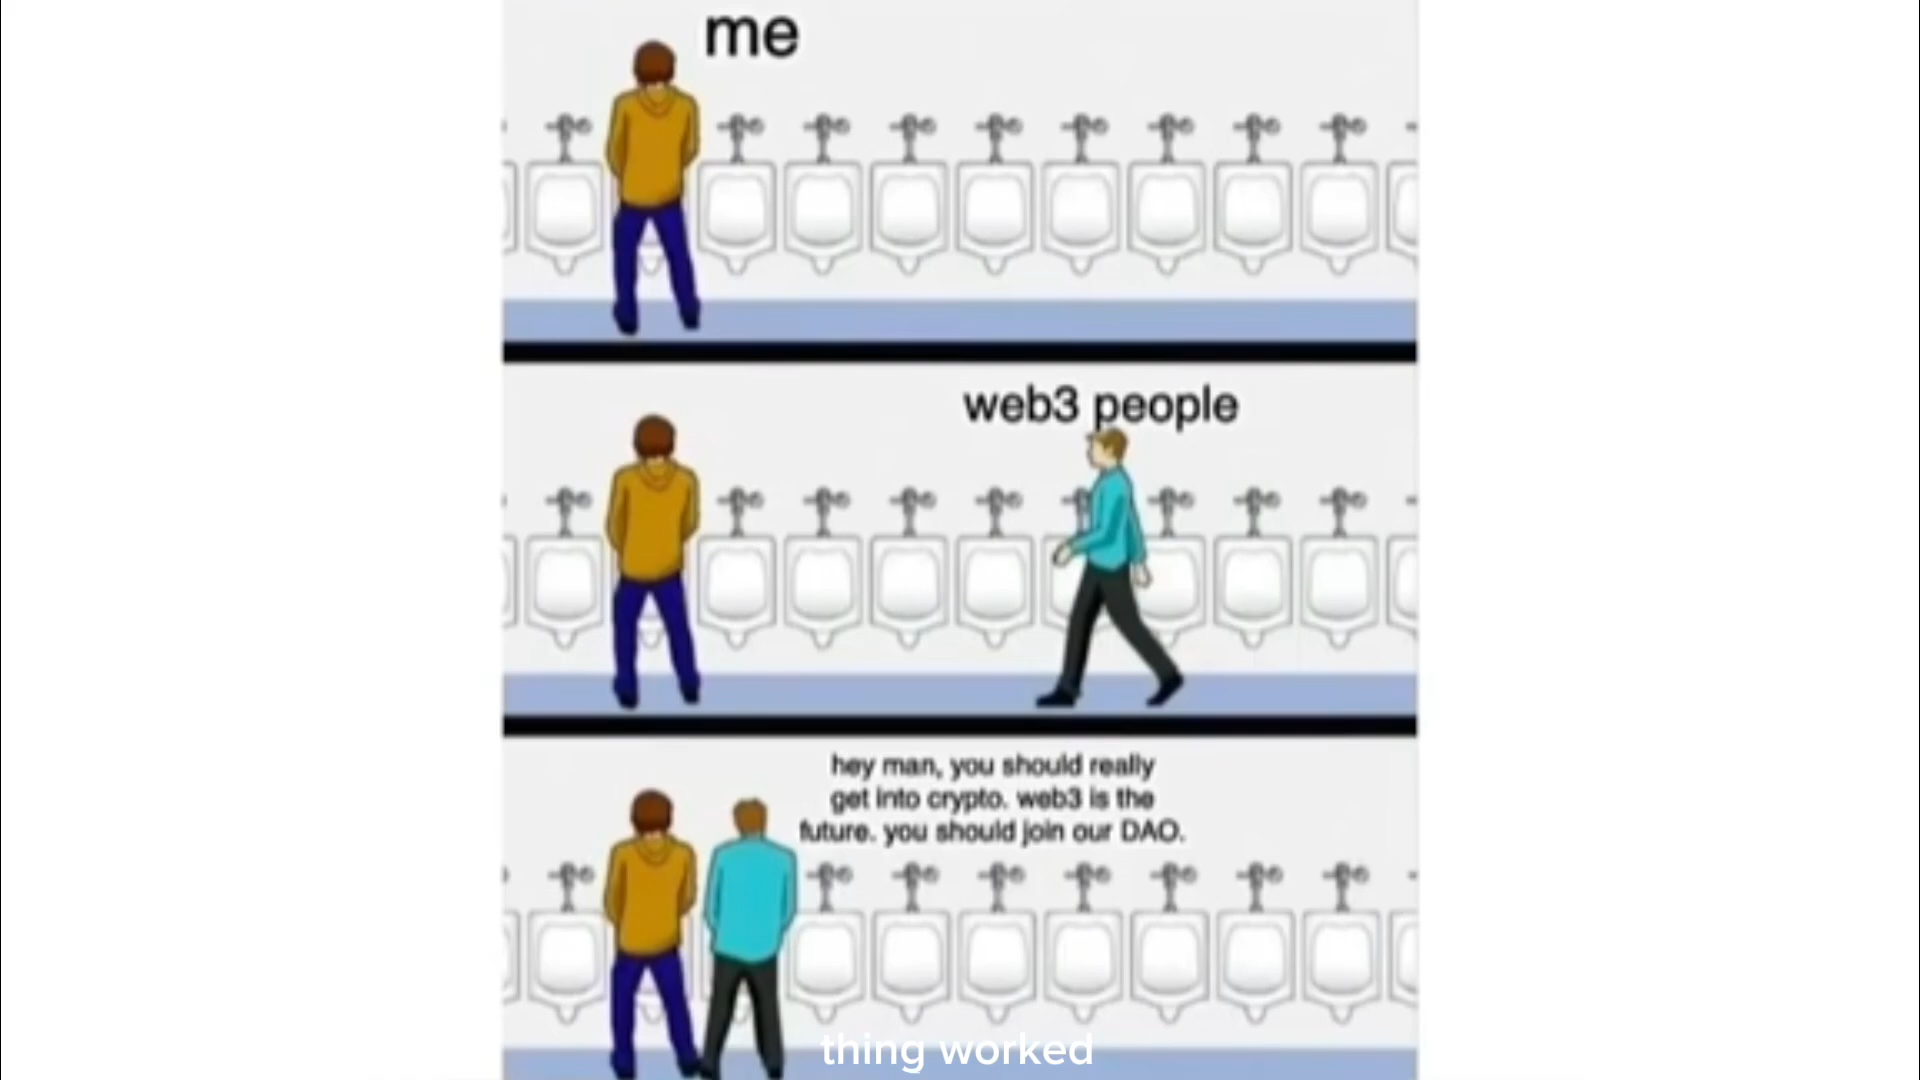 me
web3 people
hey man, you should really
get into crypto. web3 is the
future. you should join our DAO.
thing worked